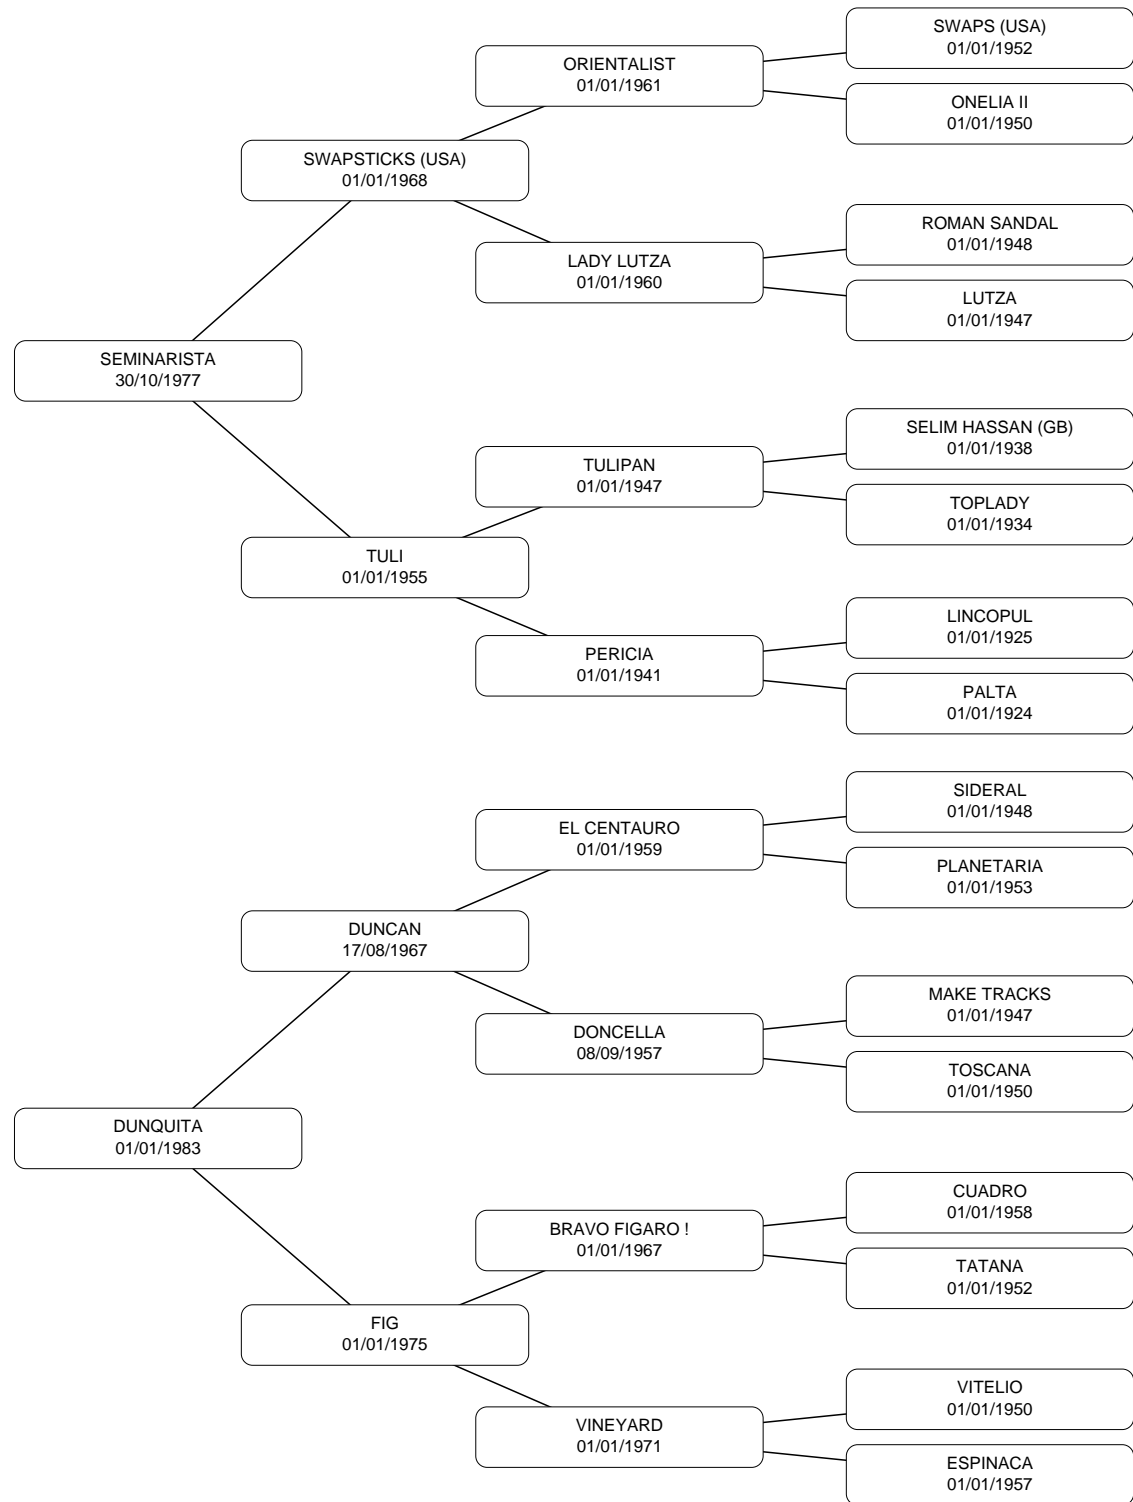 SWAPS (USA)
01/01/1952
ORIENTALIST
01/01/1961
ONELIA II
01/01/1950
SWAPSTICKS (USA)
01/01/1968
ROMAN SANDAL
01/01/1948
LADY LUTZA
01/01/1960
LUTZA
01/01/1947
SEMINARISTA
30/10/1977
SELIM HASSAN (GB)
01/01/1938
TULIPAN
01/01/1947
TOPLADY
01/01/1934
TULI
01/01/1955
LINCOPUL
01/01/1925
PERICIA
01/01/1941
PALTA
01/01/1924
SIDERAL
01/01/1948
EL CENTAURO
01/01/1959
PLANETARIA
01/01/1953
DUNCAN
17/08/1967
MAKE TRACKS
01/01/1947
DONCELLA
08/09/1957
TOSCANA
01/01/1950
DUNQUITA
01/01/1983
CUADRO
01/01/1958
BRAVO FIGARO !
01/01/1967
TATANA
01/01/1952
FIG
01/01/1975
VITELIO
01/01/1950
VINEYARD
01/01/1971
ESPINACA
01/01/1957